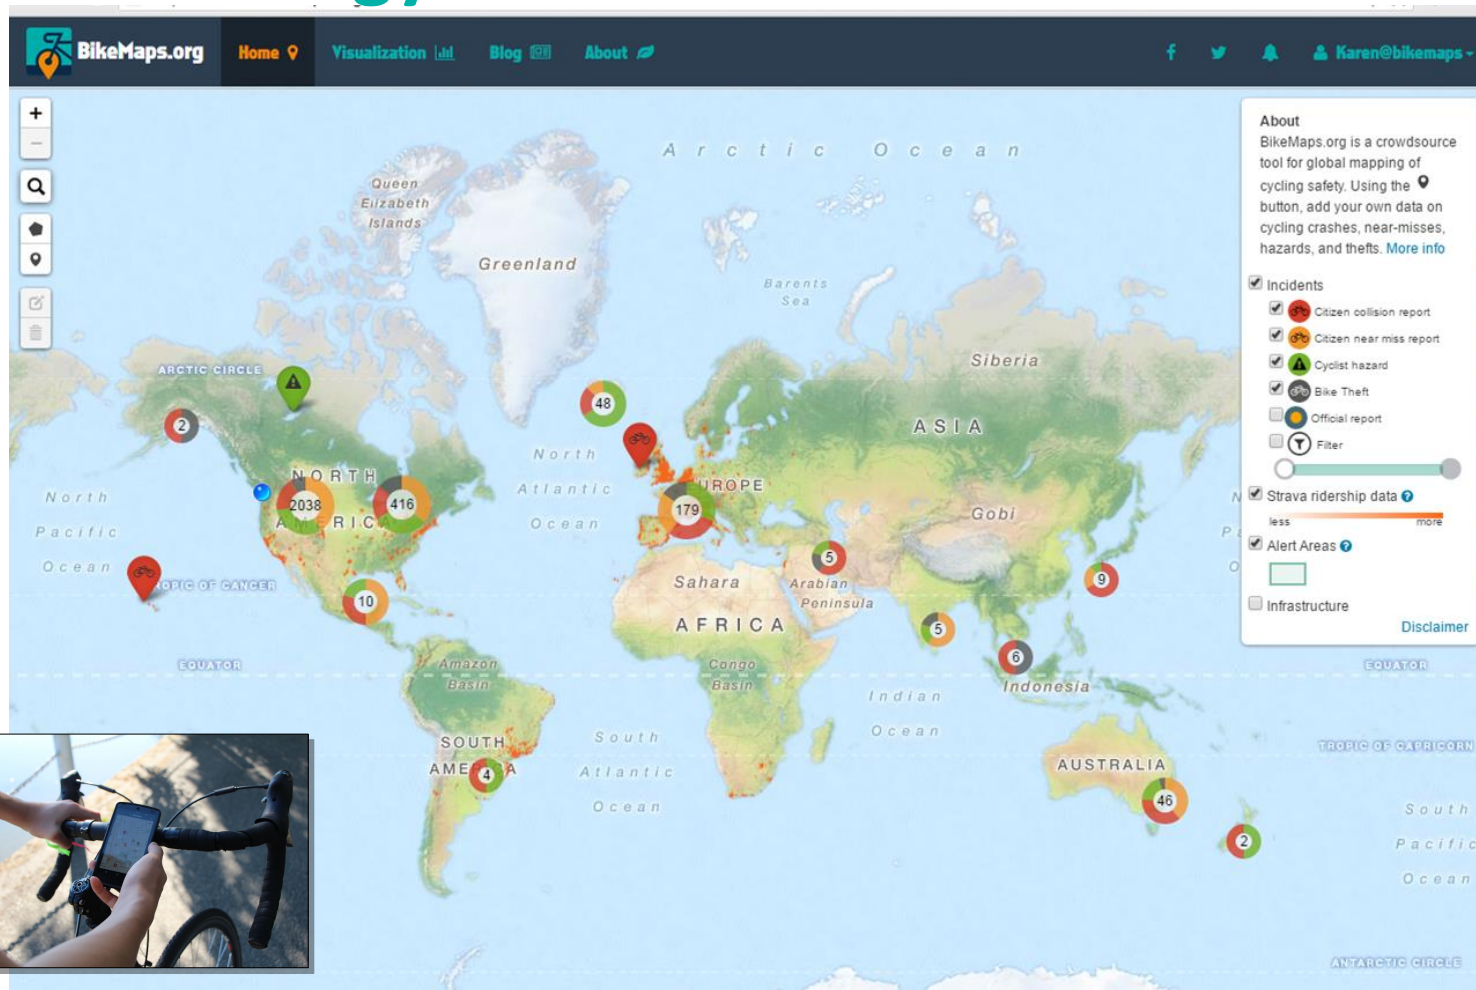 BikeMaps.org
Home
Visualization
Blog
About
Karen@bikemaps
+
−
About
BikeMaps.org is a crowdsource
tool for global mapping of
cycling safety. Using the
button, add your own data on
cycling crashes, near-misses,
hazards, and thefts. More info
Incidents
Citizen collision report
Citizen near miss report
Cyclist hazard
Bike Theft
Official report
Filter
Strava ridership data ?
less more
Alert Areas ?
Infrastructure
Disclaimer
Arctic Ocean
Queen
Elizabeth
Islands
Greenland
Barents
Sea
Siberia
ARCTIC CIRCLE
2
48
ASIA
North
Atlantic
Ocean
NORTH
AMERICA
2038
416
EUROPE
179
Gobi
North
Pacific
Ocean
TROPIC OF CANCER
10
Sahara
5
Arabian
Peninsula
9
AFRICA
5
6
EQUATOR
Amazon
Basin
Congo
Basin
Indian
Ocean
Indonesia
EQUATOR
SOUTH
AMERICA
4
South
Atlantic
Ocean
AUSTRALIA
46
2
TROPIC OF CAPRICORN
South
Pacific
Ocean
ANTARCTIC CIRCLE